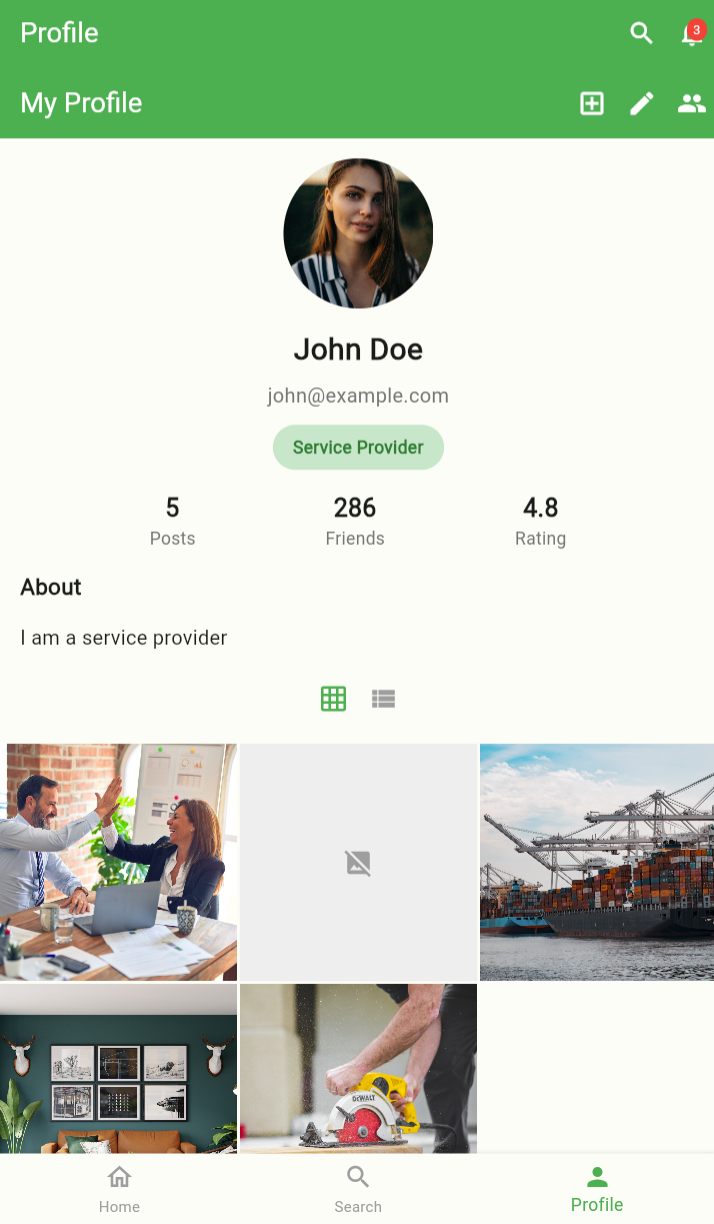 Profile
3
My Profile
John Doe
john@example.com
Service Provider
5 286 4.8
Posts Friends Rating
About
I am a service provider
DEWALT
Home Search Profile